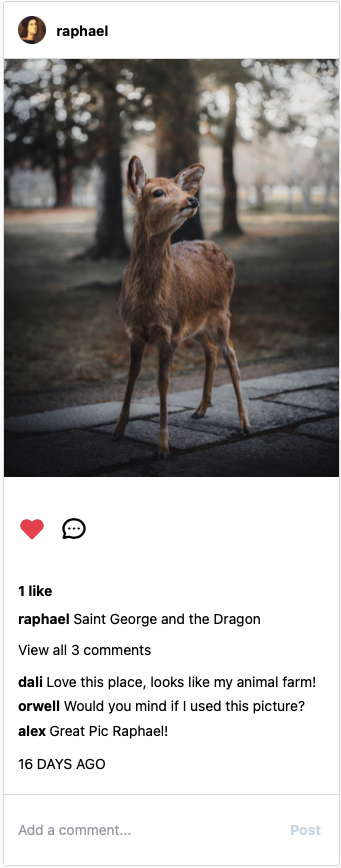 raphael
1 like
raphael Saint George and the Dragon
View all 3 comments
dali Love this place, looks like my animal farm!
orwell Would you mind if I used this picture?
alex Great Pic Raphael!
16 DAYS AGO
Add a comment... Post